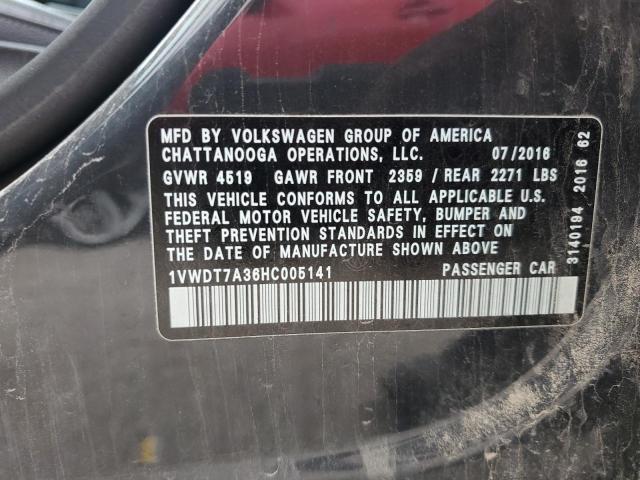 MFD BY VOLKSWAGEN GROUP OF AMERICA
CHATTANOOGA OPERATIONS, LLC. 07/2016
GVWR 4519 GAWR FRONT 2359 / REAR 2271 LBS
THIS VEHICLE CONFORMS TO ALL APPLICABLE U.S.
FEDERAL MOTOR VEHICLE SAFETY, BUMPER AND
THEFT PREVENTION STANDARDS IN EFFECT ON
THE DATE OF MANUFACTURE SHOWN ABOVE
1VWDT7A36HC005141 PASSENGER CAR
3140194 2016 62